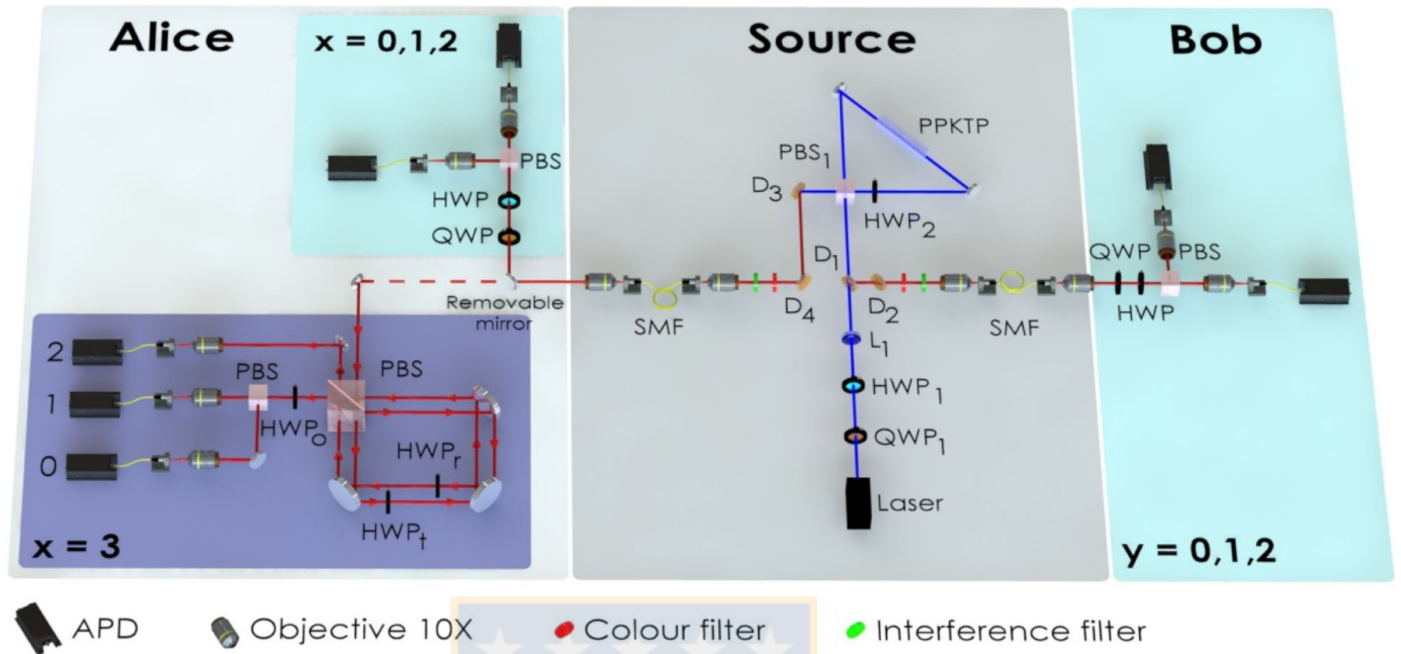 Alice
x = 0,1,2
Source
Bob
PPKTP
PBS1
PBS
D3
HWP
HWP2
QWP
D1
QWP PBS
Removable
mirror
SMF
D4
D2
SMF
HWP
L1
2
PBS
PBS
HWP1
1
HWPo
QWP1
HWPr
0
Laser
HWPt
x = 3
y = 0,1,2
APD
Objective 10X
Colour filter
Interference filter